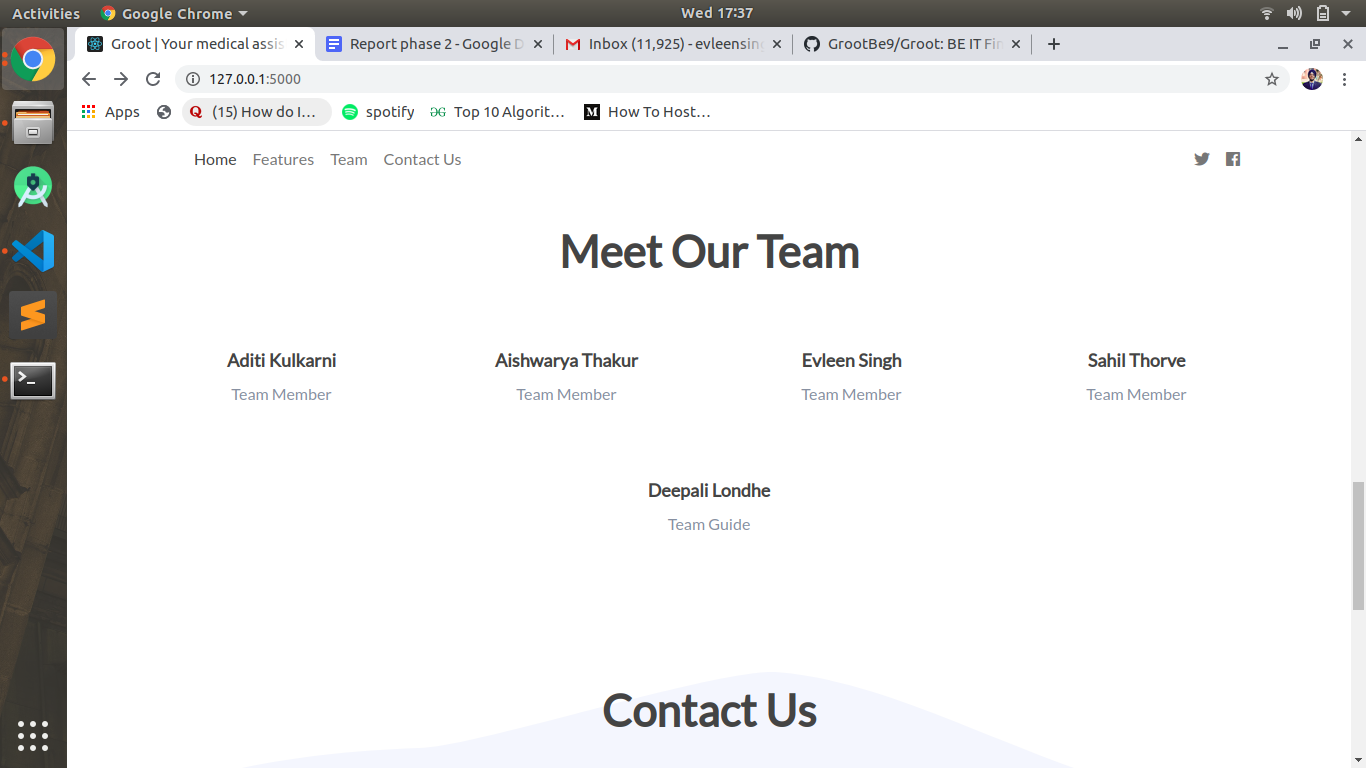 Activities Google Chrome Wed 17:37
Groot | Your medical assis Report phase 2 - Google D Inbox (11,925) - evleensing GrootBe9/Groot: BE IT Fin
127.0.0.1:5000
Apps (15) How do I... spotify Top 10 Algorit... How To Host...
Home Features Team Contact Us
Meet Our Team
Aditi Kulkarni Aishwarya Thakur Evleen Singh Sahil Thorve
Team Member Team Member Team Member Team Member
Deepali Londhe
Team Guide
Contact Us